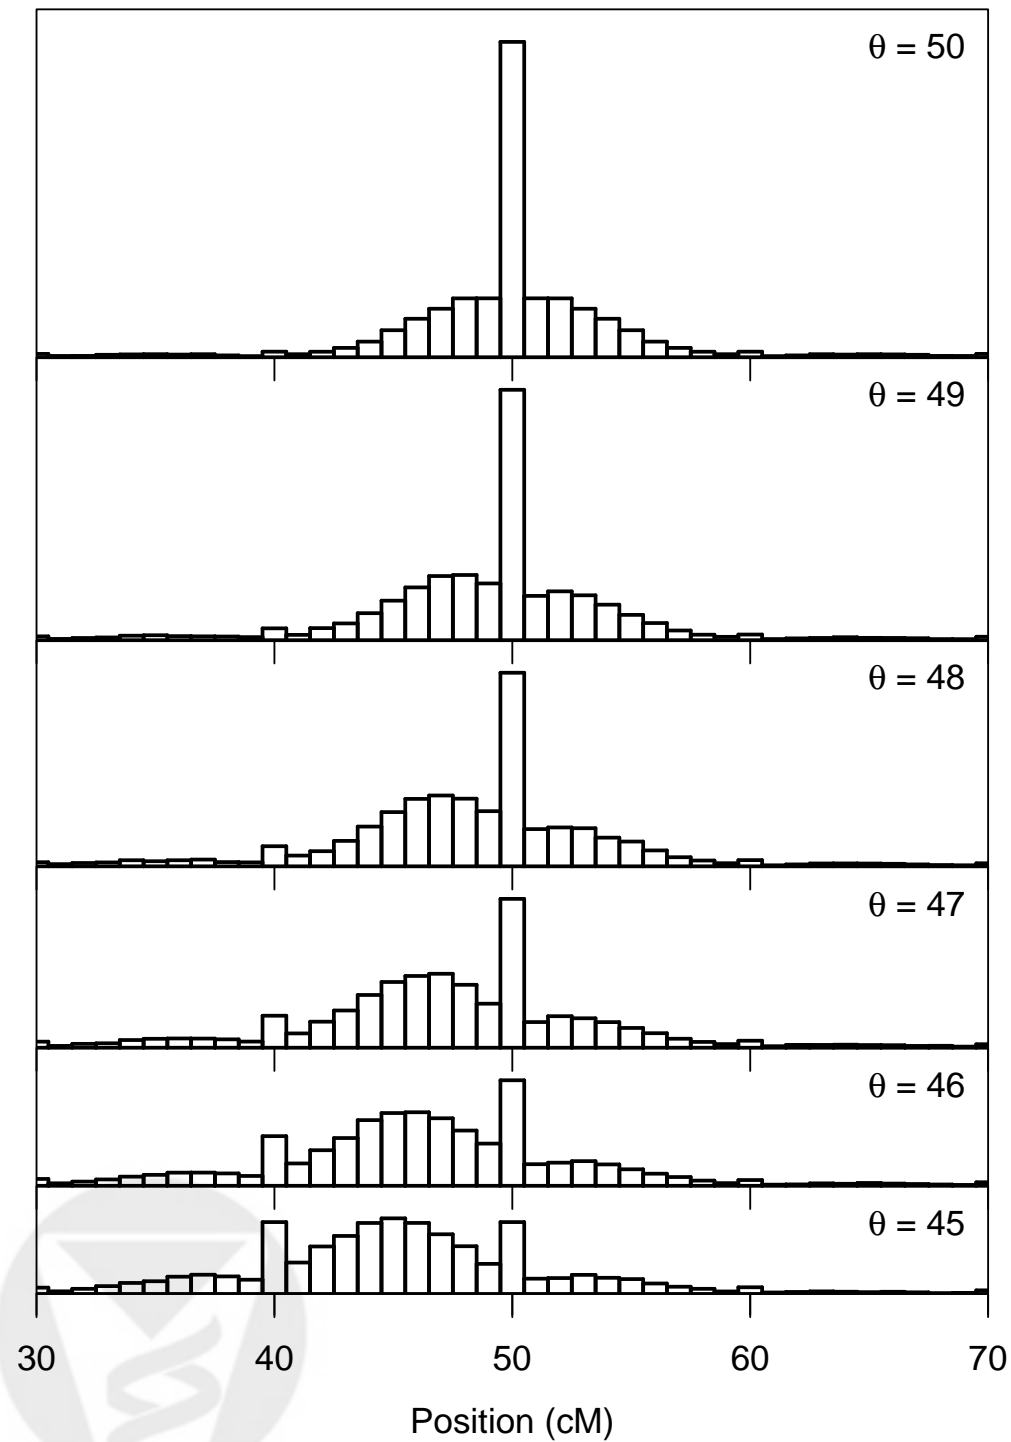 θ = 50
θ = 49
θ = 48
θ = 47
θ = 46
θ = 45
30 40 50 60 70
Position (cM)